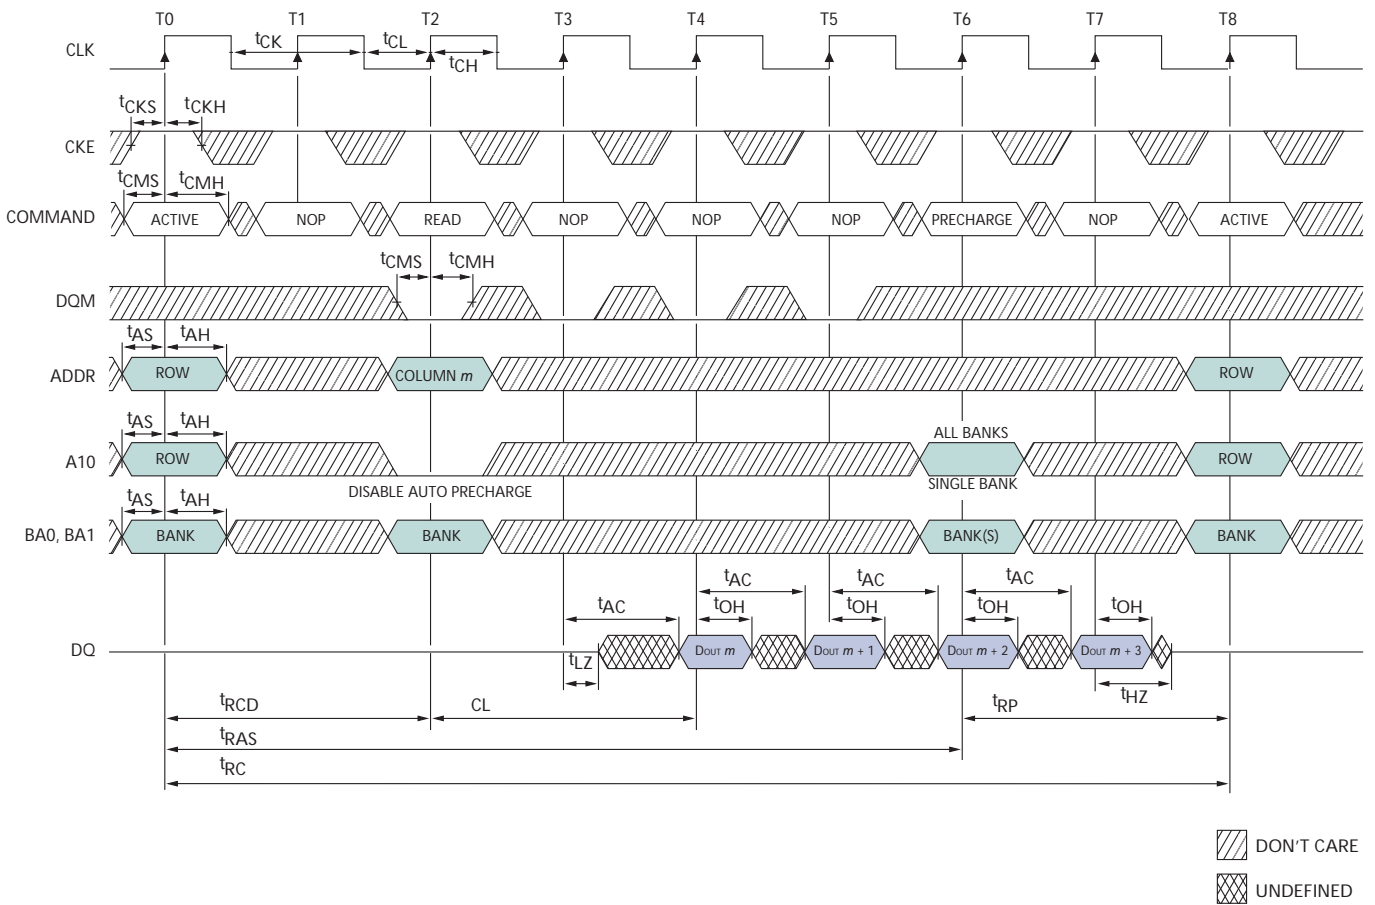 T0 T1 T2 T3 T4 T5 T6 T7 T8
CLK
tCK tCL
tCH
tCKS tCKH
CKE
tCMS tCMH
COMMAND ACTIVE NOP READ NOP NOP NOP PRECHARGE NOP ACTIVE
tCMS tCMH
DQM
tAS tAH
ADDR ROW COLUMN m ROW
tAS tAH
ALL BANKS
A10 ROW ROW
DISABLE AUTO PRECHARGE SINGLE BANK
tAS tAH
BA0, BA1 BANK BANK BANK(S) BANK
tAC tAC tAC
tAC tOH tOH tOH tOH
DQ DOUT m DOUT m + 1 DOUT m + 2 DOUT m + 3
tLZ
tHZ
tRCD CL tRP
tRAS
tRC
DON'T CARE
UNDEFINED